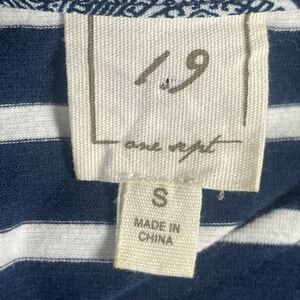 1.9
one sept
S
MADE IN
CHINA